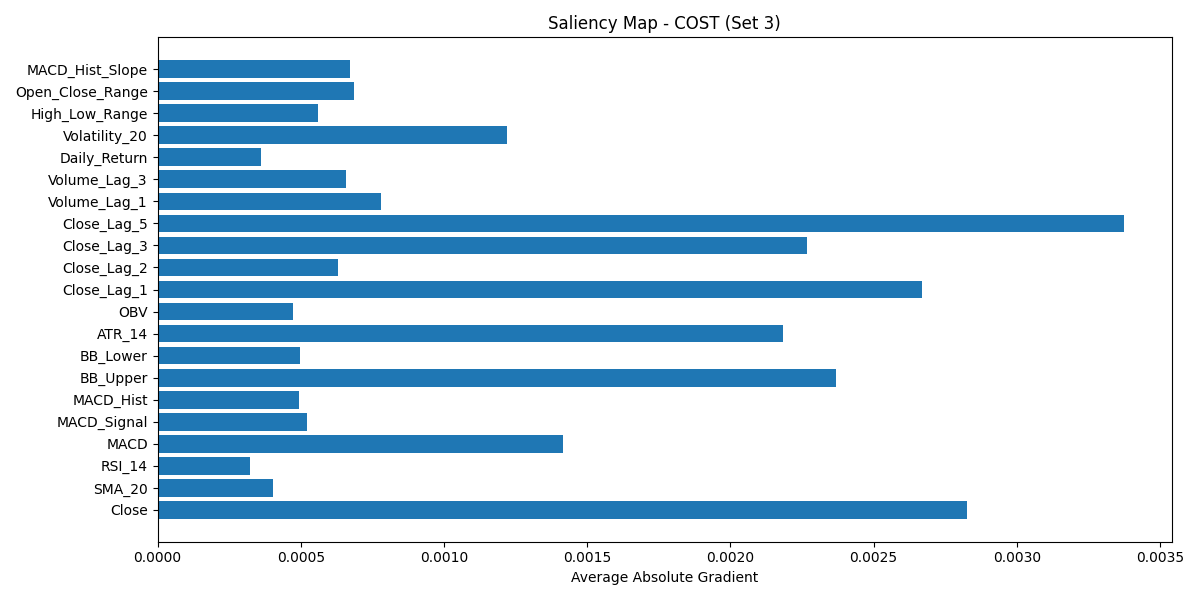 Saliency Map - COST (Set 3)
MACD_Hist_Slope
Open_Close_Range
High_Low_Range
Volatility_20
Daily_Return
Volume_Lag_3
Volume_Lag_1
Close_Lag_5
Close_Lag_3
Close_Lag_2
Close_Lag_1
OBV
ATR_14
BB_Lower
BB_Upper
MACD_Hist
MACD_Signal
MACD
RSI_14
SMA_20
Close
0.0000 0.0005 0.0010 0.0015 0.0020 0.0025 0.0030 0.0035
Average Absolute Gradient